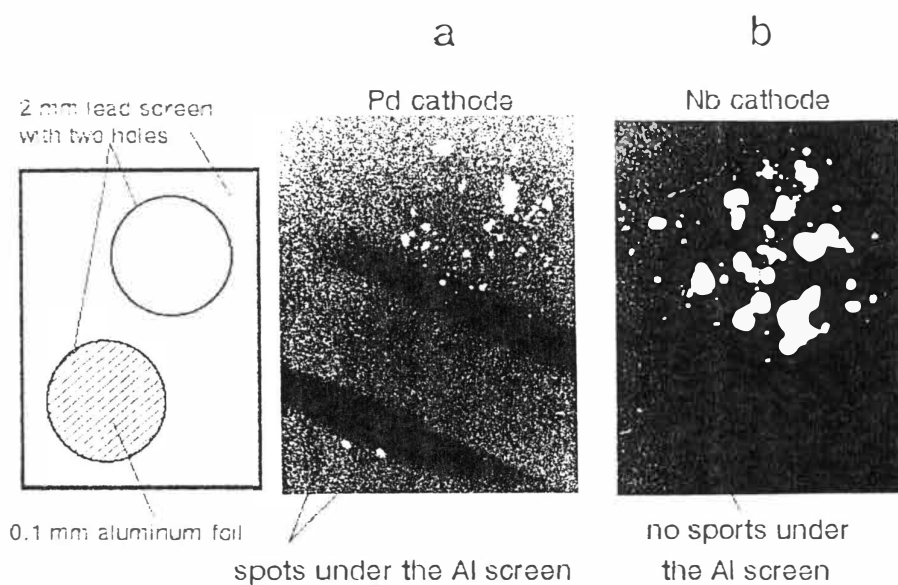 a
b
2 mm lead screen
with two holes
Pd cathode
Nb cathode
0.1 mm aluminum foil
spots under the Al screen
no sports under
the Al screen